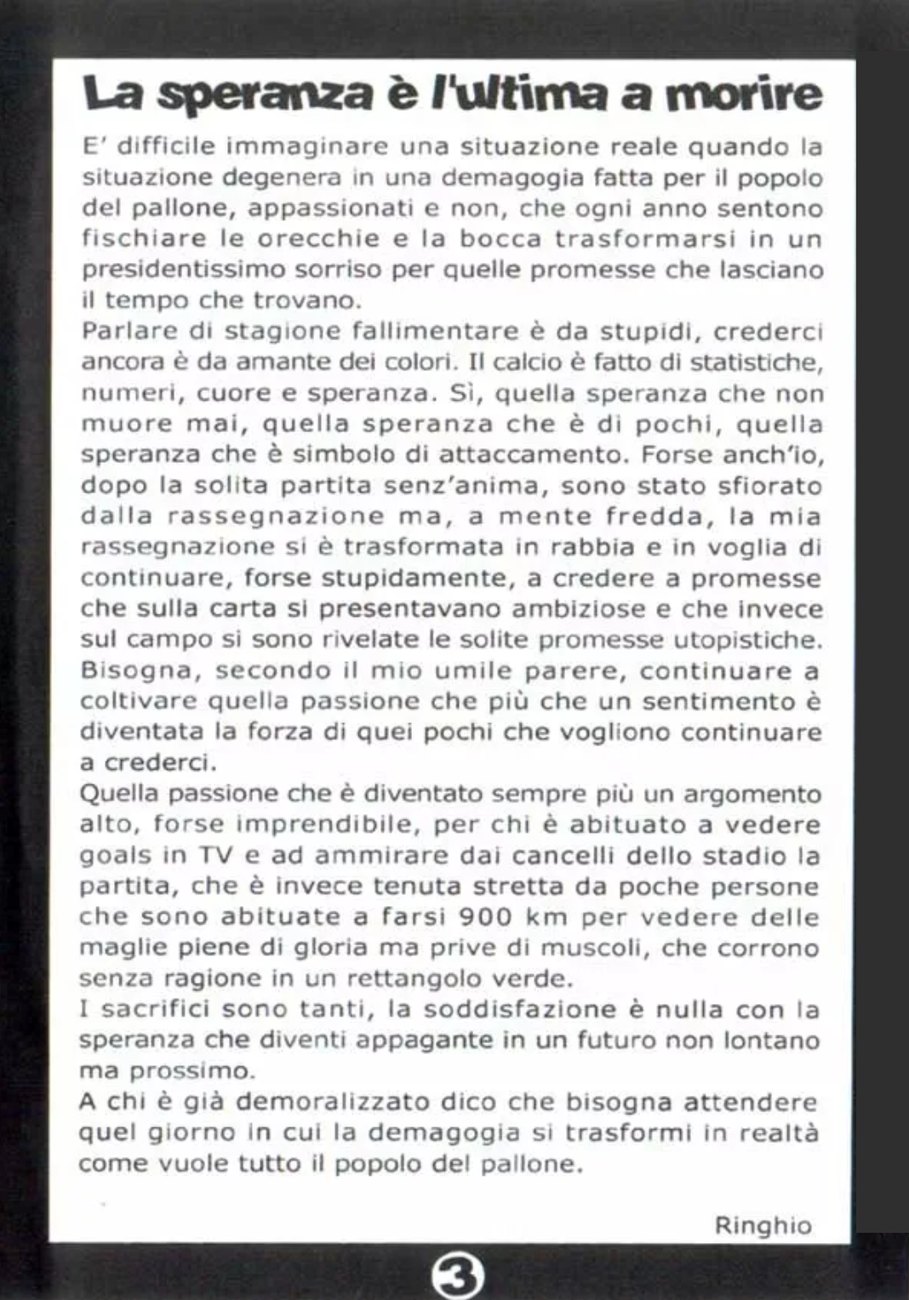 La speranza è l'ultima a morire
E' difficile immaginare una situazione reale quando la
situazione degenera in una demagogia fatta per il popolo
del pallone, appassionati e non, che ogni anno sentono
fischiare le orecchie e la bocca trasformarsi in un
presidentissimo sorriso per quelle promesse che lasciano
il tempo che trovano.
Parlare di stagione fallimentare è da stupidi, crederci
ancora è da amante dei colori. Il calcio è fatto di statistiche,
numeri, cuore e speranza. Sì, quella speranza che non
muore mai, quella speranza che è di pochi, quella
speranza che è simbolo di attaccamento. Forse anch'io,
dopo la solita partita senz'anima, sono stato sfiorato
dalla rassegnazione ma, a mente fredda, la mia
rassegnazione si è trasformata in rabbia e in voglia di
continuare, forse stupidamente, a credere a promesse
che sulla carta si presentavano ambiziose e che invece
sul campo si sono rivelate le solite promesse utopistiche.
Bisogna, secondo il mio umile parere, continuare a
coltivare quella passione che più che un sentimento è
diventata la forza di quei pochi che vogliono continuare
a crederci.
Quella passione che è diventato sempre più un argomento
alto, forse imprendibile, per chi è abituato a vedere
goals in TV e ad ammirare dai cancelli dello stadio la
partita, che è invece tenuta stretta da poche persone
che sono abituate a farsi 900 km per vedere delle
maglie piene di gloria ma prive di muscoli, che corrono
senza ragione in un rettangolo verde.
I sacrifici sono tanti, la soddisfazione è nulla con la
speranza che diventi appagante in un futuro non lontano
ma prossimo.
A chi è già demoralizzato dico che bisogna attendere
quel giorno in cui la demagogia si trasformi in realtà
come vuole tutto il popolo del pallone.
Ringhio
3